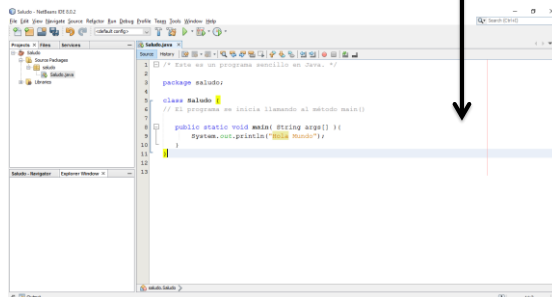 Saludo - NetBeans IDE 8.0.2
File Edit View Navigate Source Refactor Run Debug Profile Team Tools Window Help
Search (Ctrl+I)
<default config>
Projects Files Services
Saludo.java
Saludo
Source Packages
saludo
Saludo.java
Libraries
Source History
1 /* Este es un programa sencillo en Java. */
2
3 package saludo;
4
5 class Saludo {
6 // El programa se inicia llamando al método main()
7
8 public static void main( String args[] ){
9 System.out.println("Hola Mundo");
10 }
11 }
12
13
Saludo - Navigator Explorer Window
saludo.Saludo
Output